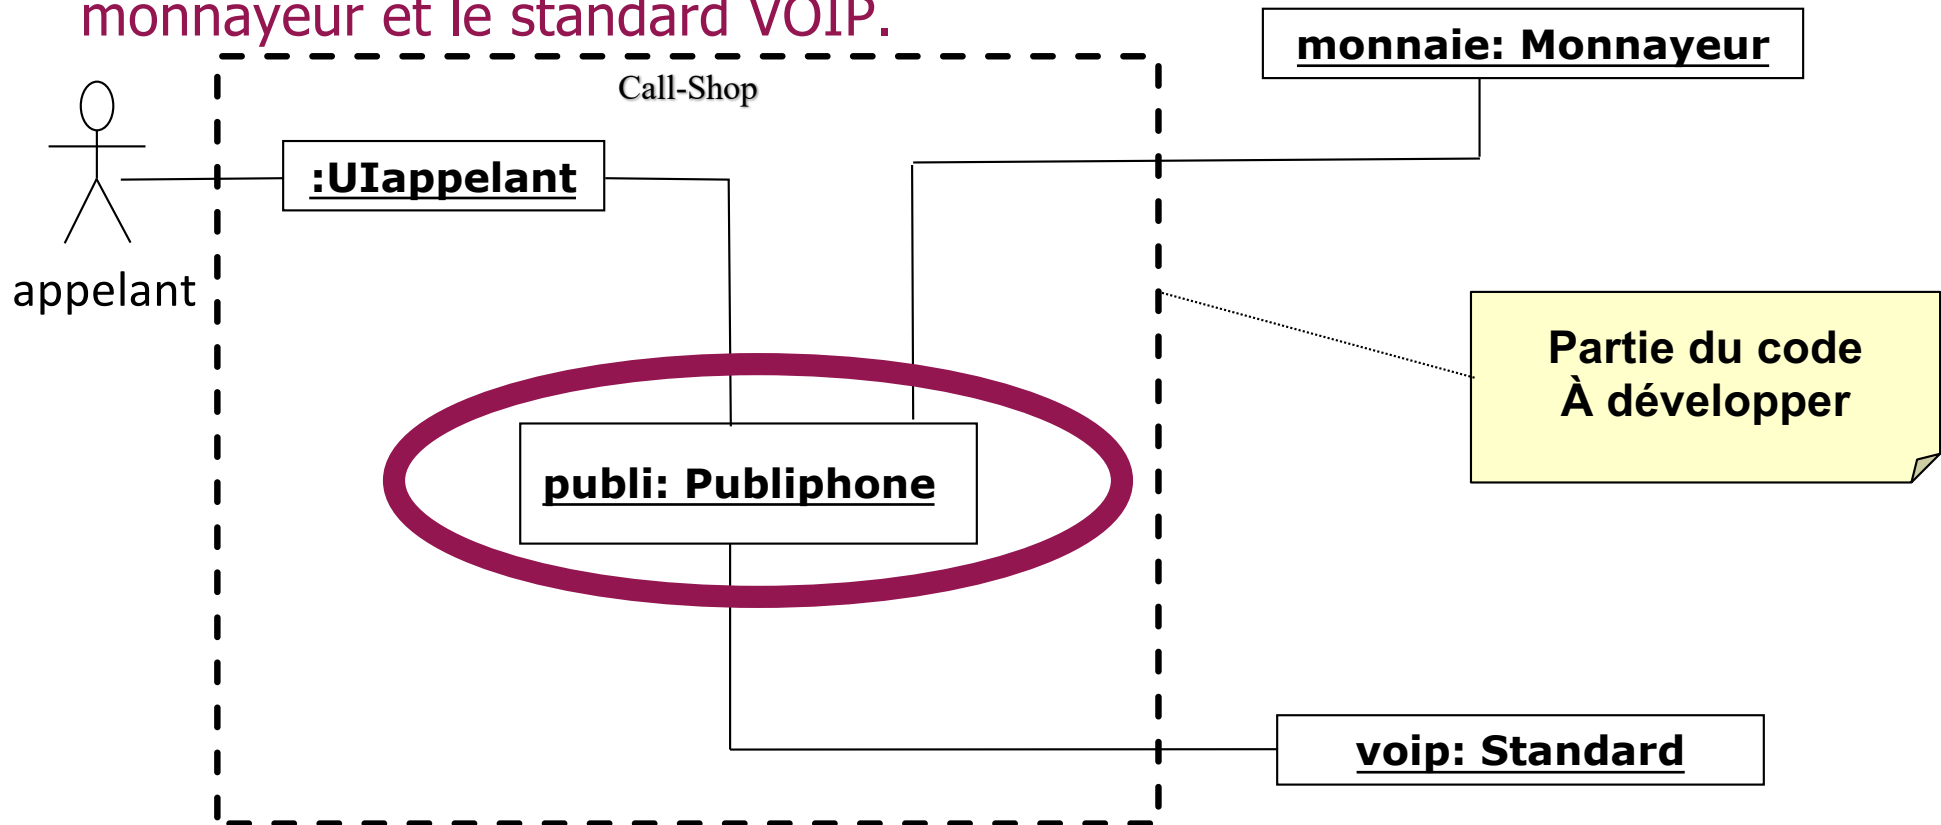 monnayeur et le standard VOIP.
monnaie: Monnayeur
Call-Shop
:UIappelant
appelant
Partie du code
À développer
publi: Publiphone
voip: Standard